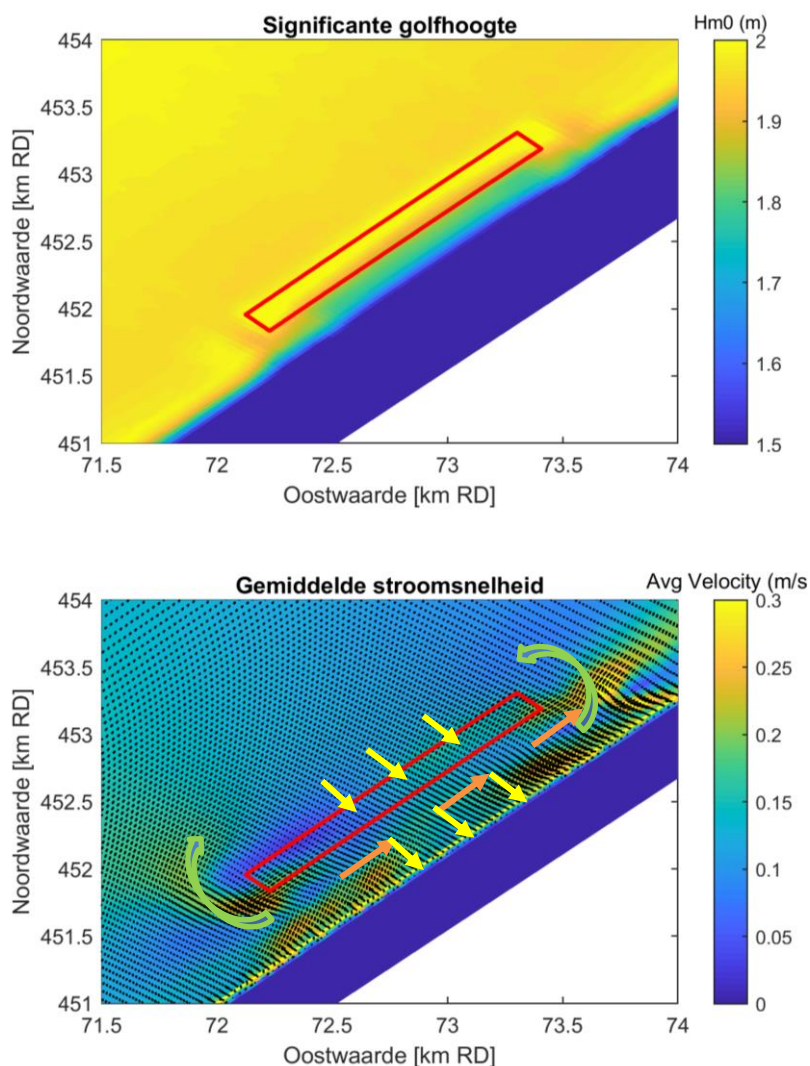 Significante golfhoogte
Hm0 (m)
454
453.5
453
452.5
452
451.5
451
Noordwaarde [km RD]
71.5 72 72.5 73 73.5 74
Oostwaarde [km RD]
2
1.9
1.8
1.7
1.6
1.5
Gemiddelde stroomsnelheid
Avg Velocity (m/s
454
453.5
453
452.5
452
451.5
451
Noordwaarde [km RD]
71.5 72 72.5 73 73.5 74
Oostwaarde [km RD]
0.3
0.25
0.2
0.15
0.1
0.05
0